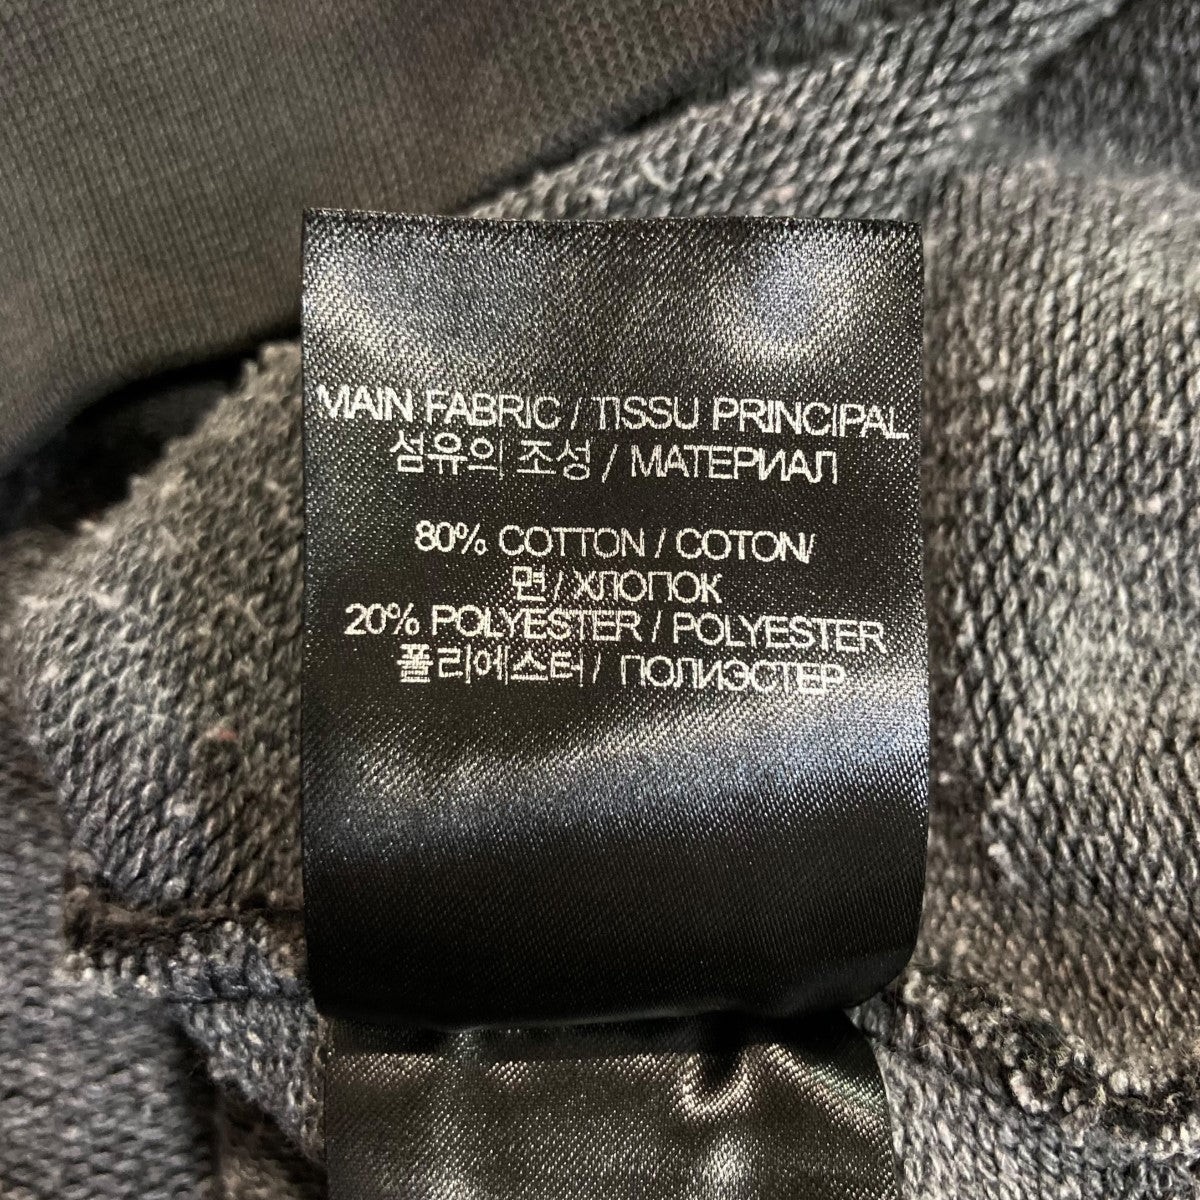 MAIN FABRIC / TISSU PRINCIPAL
섬유의 조성 / МАТЕРИАЛ
80% COTTON / COTON/
면 / ХЛОПОК
20% POLYESTER / POLYESTER
폴리에스터 / ПОЛИЭСТЕР